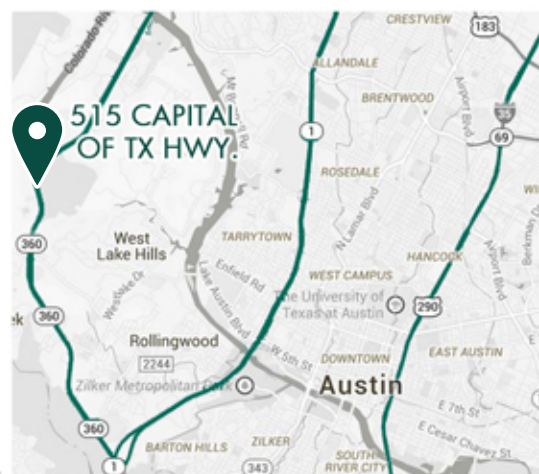 CRESTVIEW
183
Colorado River
ALLANDALE
Airport Blvd
BRENTWOOD
35
69
1
515 CAPITAL
OF TX HWY.
ROSEDALE
N Lamar Blvd
360
West
Lake Hills
TARRYTOWN
Berkman Dr
HANCOCK
Airport Blvd
Enfield Rd
WEST CAMPUS
Westlake Dr
Lake Austin Blvd
The University of
Texas at Austin
290
360
Rollingwood
2244
W 5th St
DOWNTOWN
EAST AUSTIN
Zilker Metropolitan Park
Austin
E 7th St
360
E Cesar Chavez St
BARTON HILLS
ZILKER
SOUTH
RIVER CITY
1
343